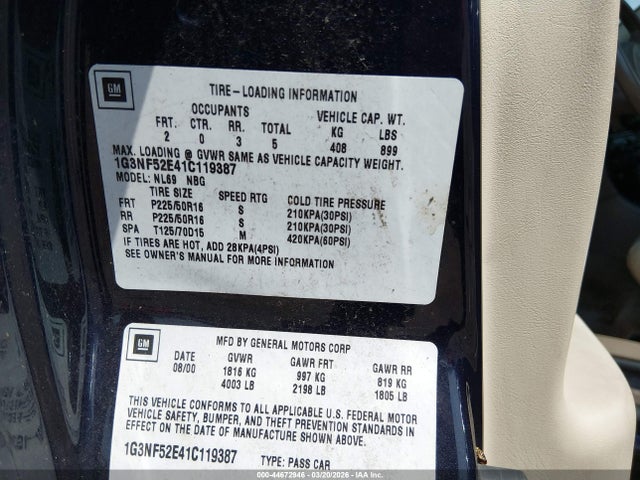 GM
TIRE-LOADING INFORMATION
OCCUPANTS VEHICLE CAP. WT.
FRT. CTR. RR. TOTAL KG LBS
2 0 3 5 408 899
MAX. LOADING @ GVWR SAME AS VEHICLE CAPACITY WEIGHT.
1G3NF52E41C119387
MODEL: NL69 NBG
TIRE SIZE SPEED RTG COLD TIRE PRESSURE
FRT P225/50R16 S 210KPA(30PSI)
RR P225/50R16 S 210KPA(30PSI)
SPA T125/70D15 M 420KPA(60PSI)
IF TIRES ARE HOT, ADD 28KPA(4PSI)
SEE OWNER'S MANUAL FOR MORE INFORMATION
GM
MFD BY GENERAL MOTORS CORP
DATE GVWR GAWR FRT GAWR RR
08/00 1816 KG 997 KG 819 KG
4003 LB 2198 LB 1805 LB
THIS VEHICLE CONFORMS TO ALL APPLICABLE U.S. FEDERAL MOTOR
VEHICLE SAFETY, BUMPER, AND THEFT PREVENTION STANDARDS IN
EFFECT ON THE DATE OF MANUFACTURE SHOWN ABOVE.
1G3NF52E41C119387 TYPE: PASS CAR
000-44672946 - 03/20/2026 - Copyright IAA, LLC